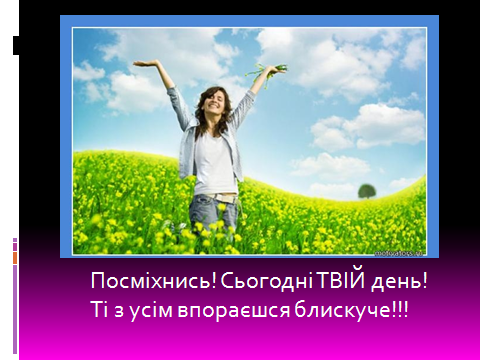 Посміхнись! Сьогодні ТВІЙ день!
Ті з усім впораєшся блискуче!!!